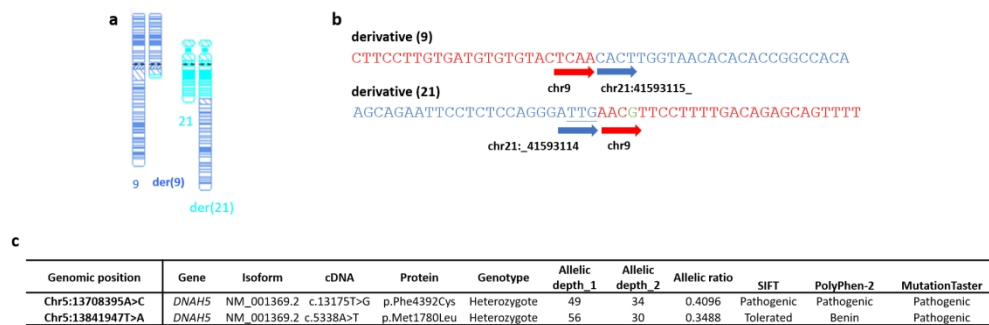 a
9
der(9)
21
der(21)
b
derivative (9)
CTTCCTTGTGATGTGTGTACTCAACACTTGGTAACACACACCGGCCACA
chr9 chr21:41593115_
derivative (21)
AGCAGAATTCCTCTCCAGGGATTGAACGTTCCTTTTGACAGAGCAGTTTT
chr21:_41593114 chr9
c
Genomic position Gene Isoform cDNA Protein Genotype Allelic depth_1 Allelic depth_2 Allelic ratio SIFT PolyPhen-2 MutationTaster
Chr5:13708395A>C DNAH5 NM_001369.2 c.13175T>G p.Phe4392Cys Heterozygote 49 34 0.4096 Pathogenic Pathogenic Pathogenic
Chr5:13841947T>A DNAH5 NM_001369.2 c.5338A>T p.Met1780Leu Heterozygote 56 30 0.3488 Tolerated Benin Pathogenic